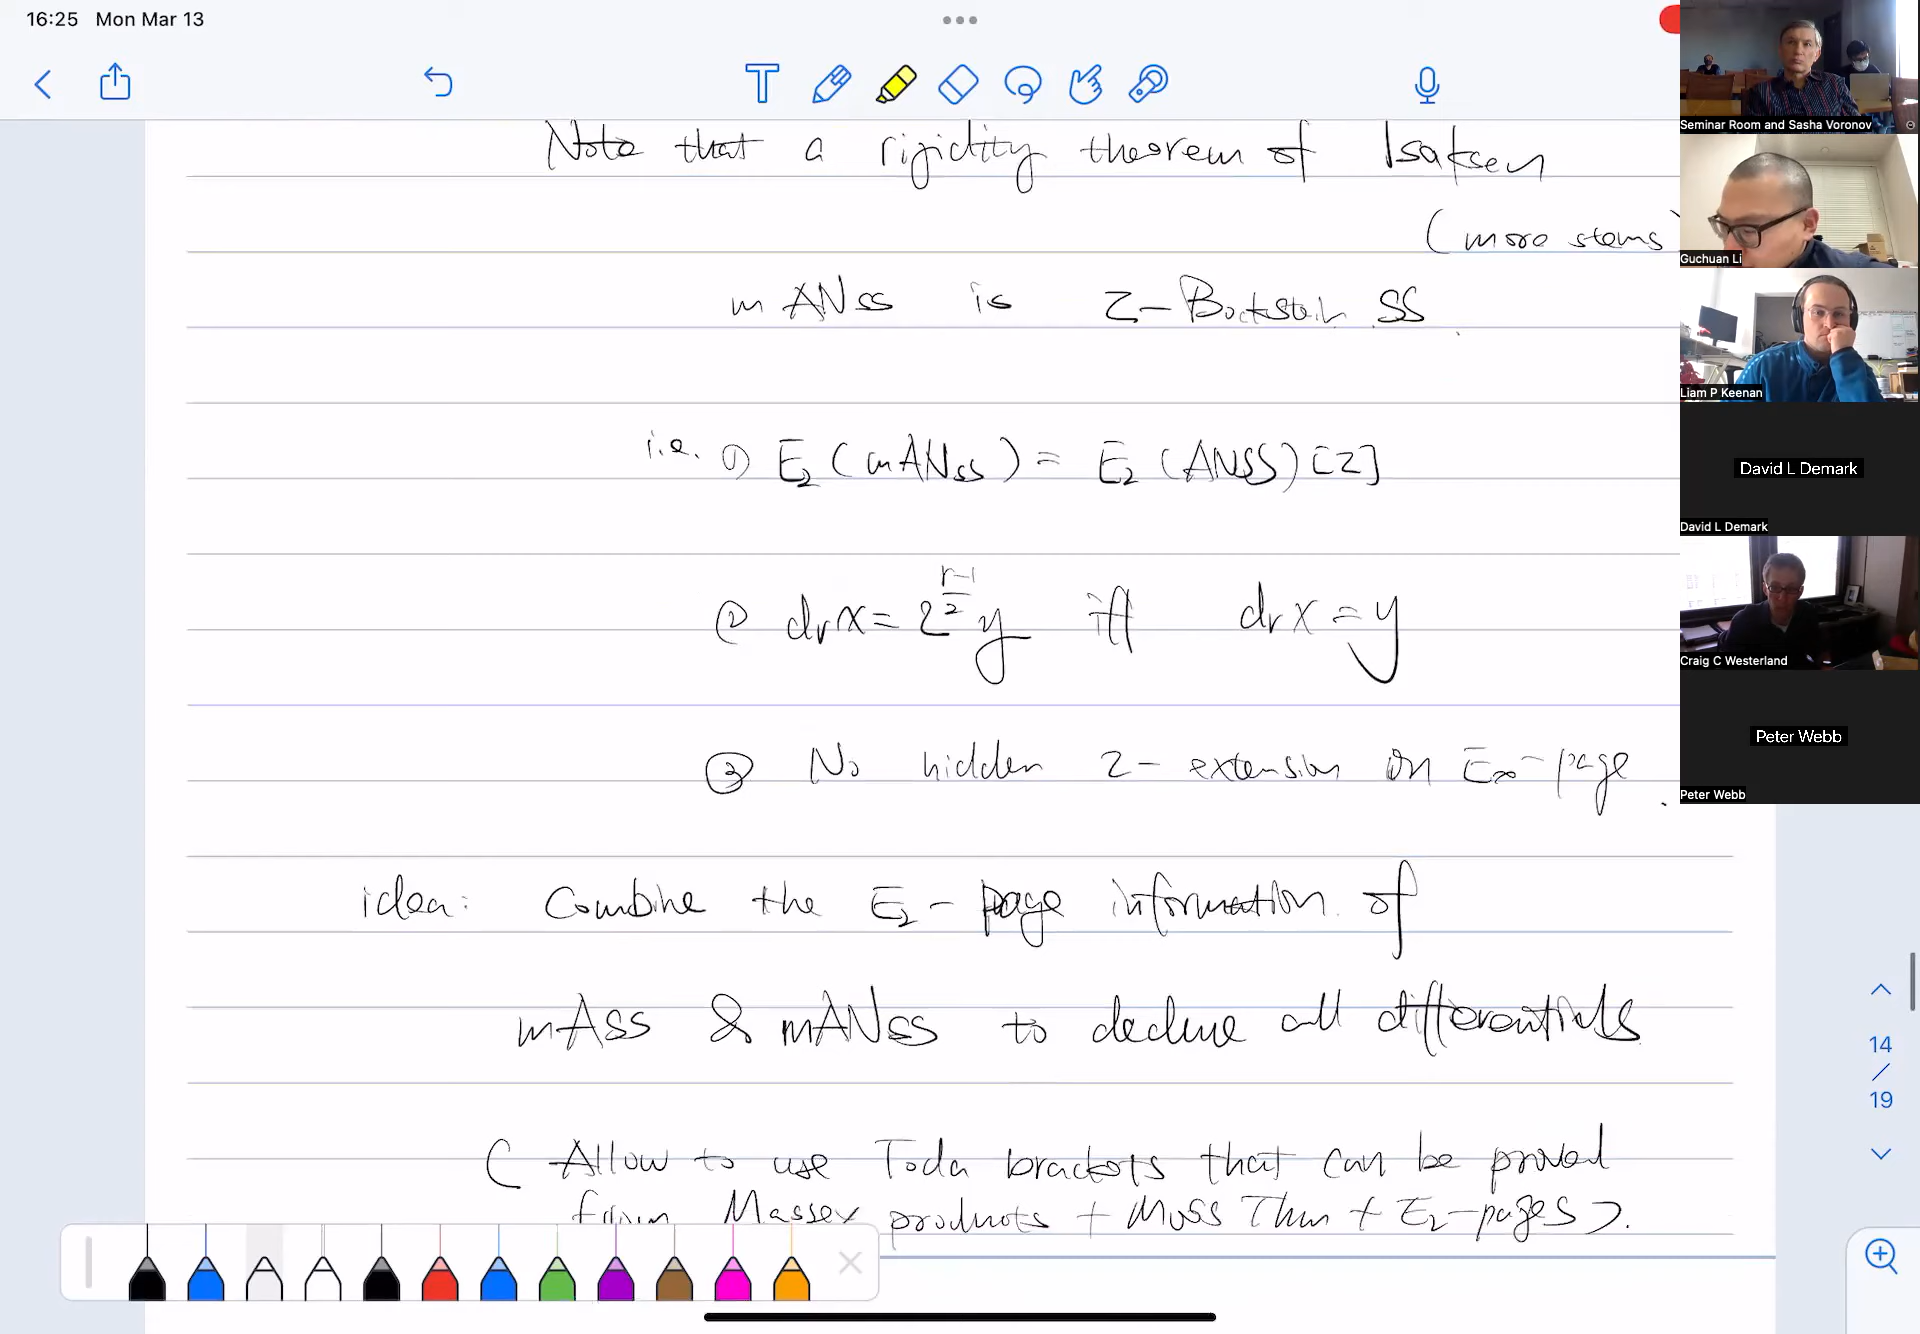 16:25 Mon Mar 13
Seminar Room and Sasha Voronov
Note that a rigidity theorem of Isaksen
(more stems)
Guchuan Li
mANss is τ-Bockstein SS.
Liam P Keenan
i.e. ① E₂(mANss) = E₂(ANSS)[τ]
David L Demark
David L Demark
② drx = τ^{\frac{r-1}{2}} y iff drx = y
Craig C Westerland
Peter Webb
③ No hidden τ-extension on E∞-page.
Peter Webb
idea: Combine the E₂-page information of
mAss & mANss to deduce all differentials.
14
/
19
( Allow to use Toda brackets that can be proved
from Massey products + Moss Thm + E₂-pages).